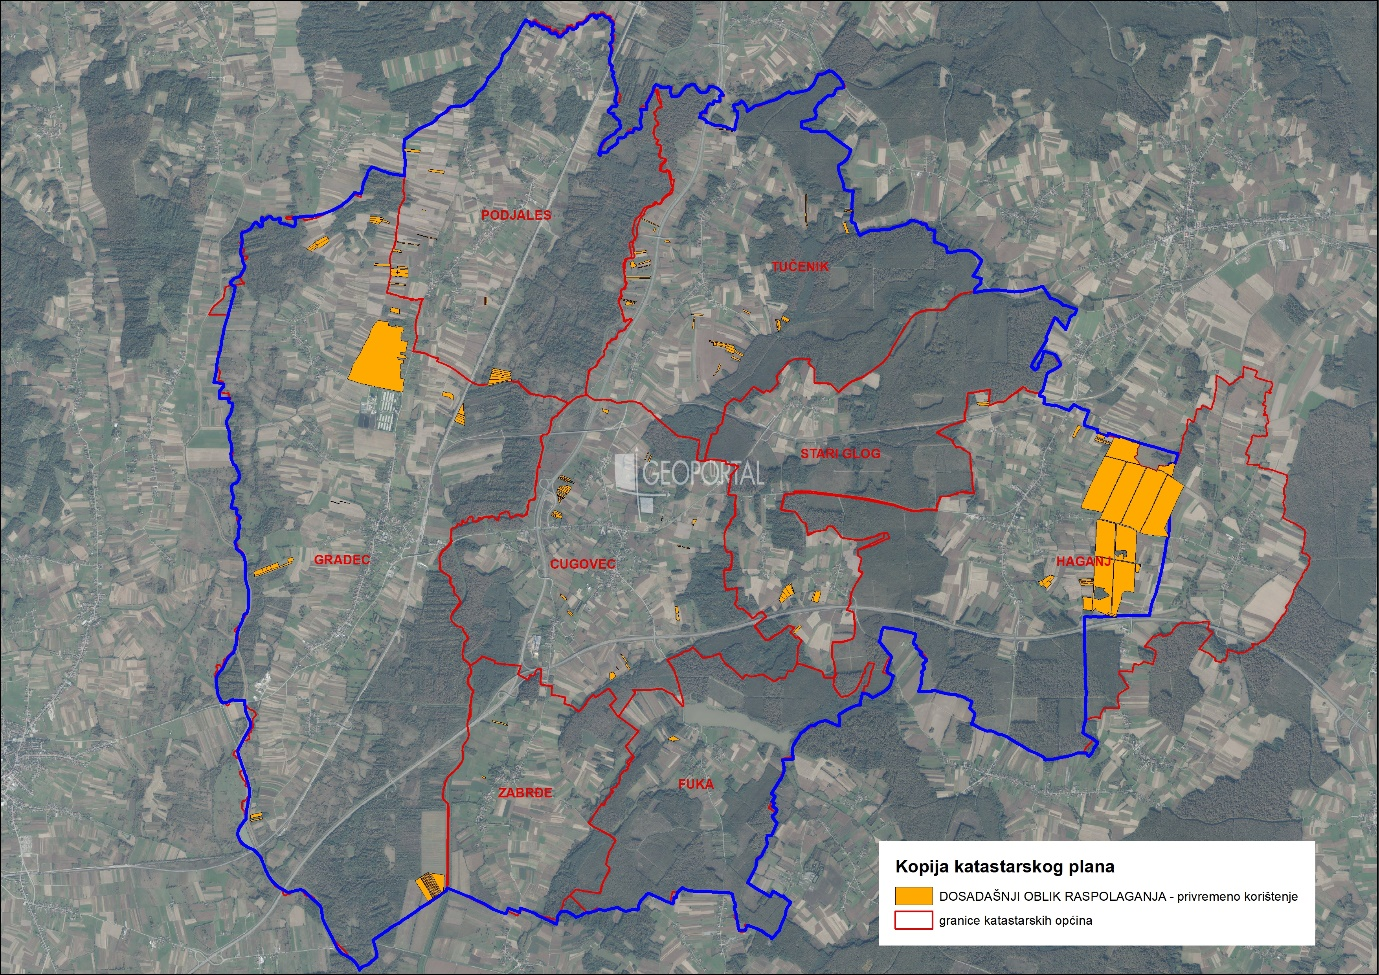 PODJALES
TUČENIK
STARI GLOG
GEOPORTAL
GRADEC
CUGOVEC
HAGANJ
ZABRĐE
FUKA
Kopija katastarskog plana
DOSADAŠNJI OBLIK RASPOLAGANJA - privremeno korištenje
granice katastarskih općina